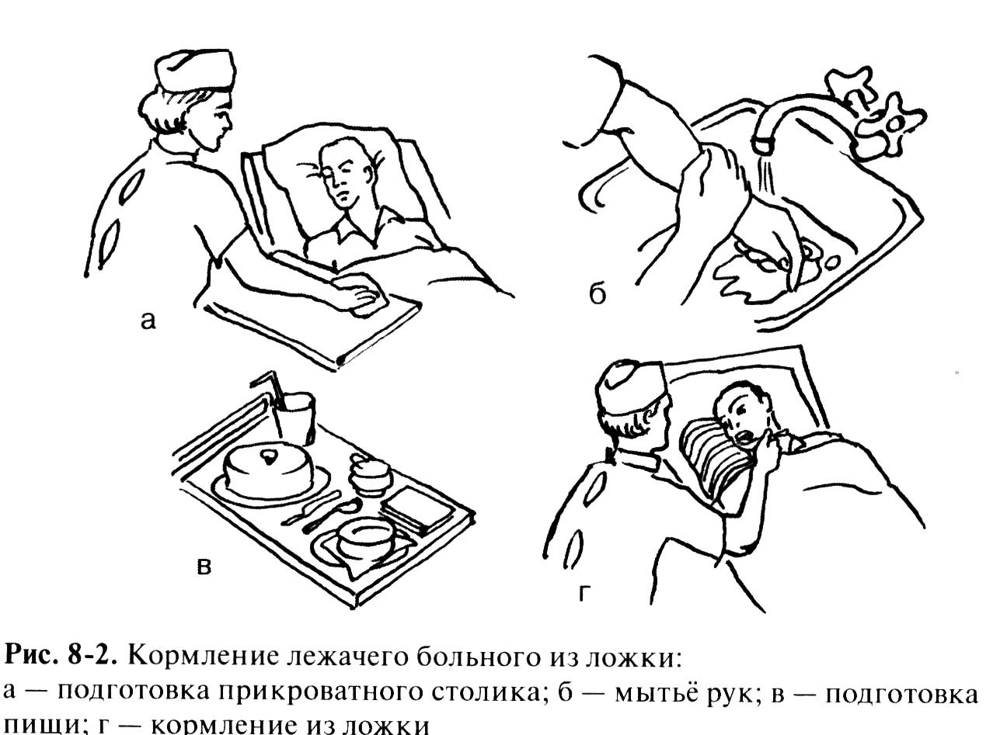 а
б
в
г
Рис. 8-2. Кормление лежачего больного из ложки:
а — подготовка прикроватного столика; б — мытьё рук; в — подготовка
пищи; г — кормление из ложки